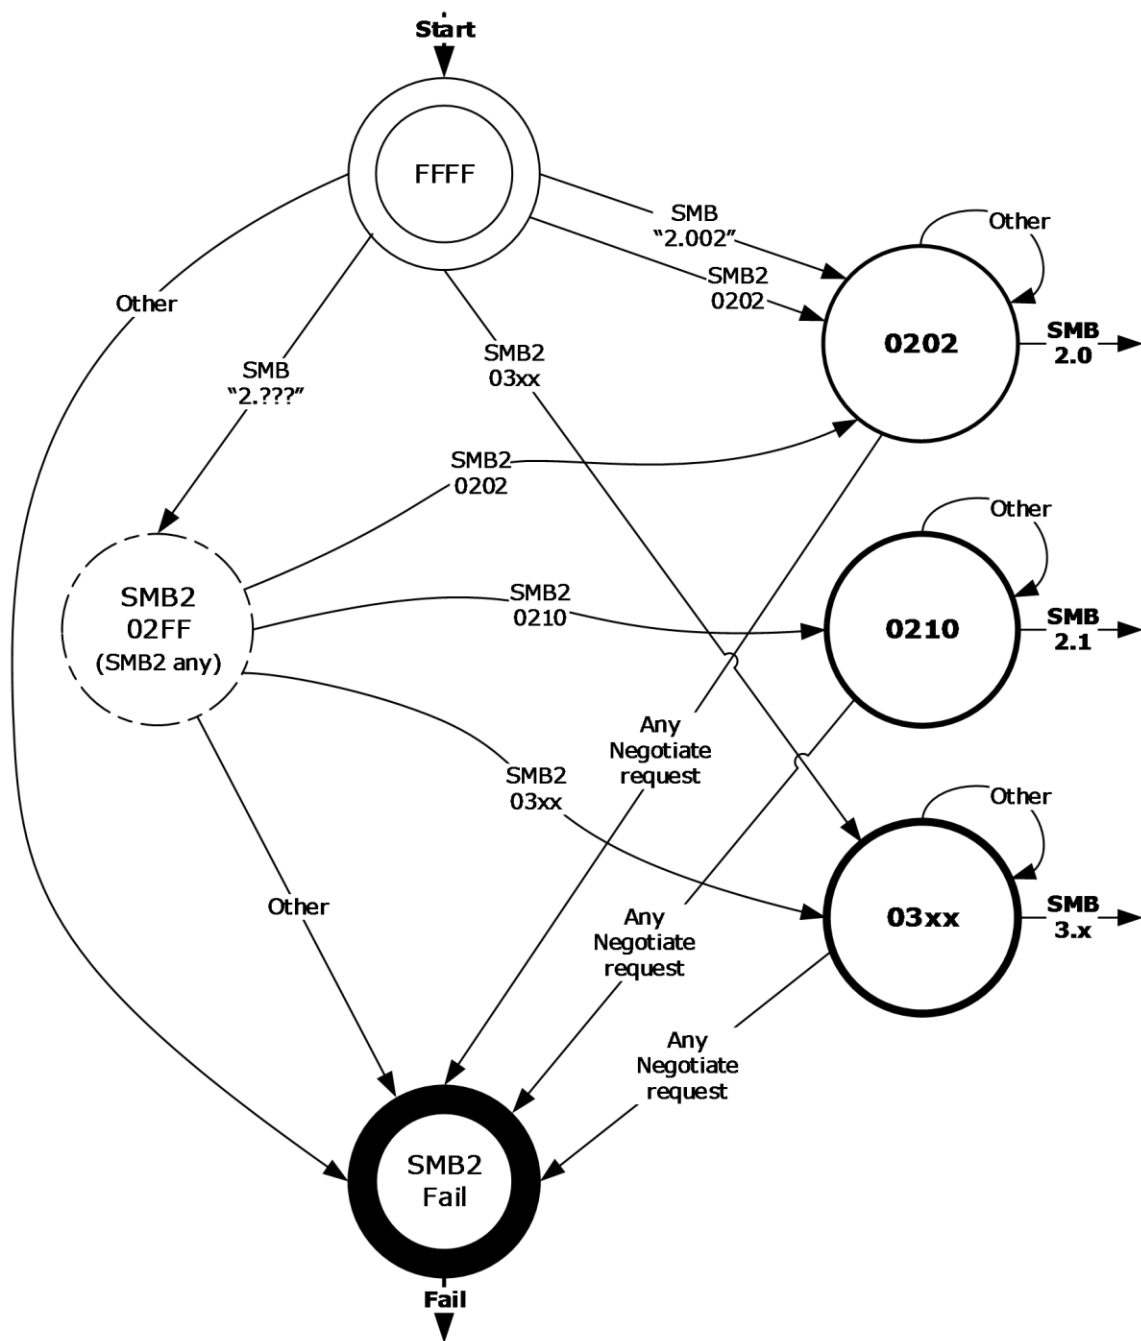 Start
FFFF
SMB
“2.002”
SMB2
0202
Other
Other
SMB2
03xx
SMB
“2.???”
0202
SMB
2.0
SMB2
0202
Other
SMB2
02FF
(SMB2 any)
SMB2
0210
0210
SMB
2.1
Any
Negotiate
request
SMB2
03xx
Other
Other
Any
Negotiate
request
03xx
SMB
3.x
Any
Negotiate
request
SMB2
Fail
Fail